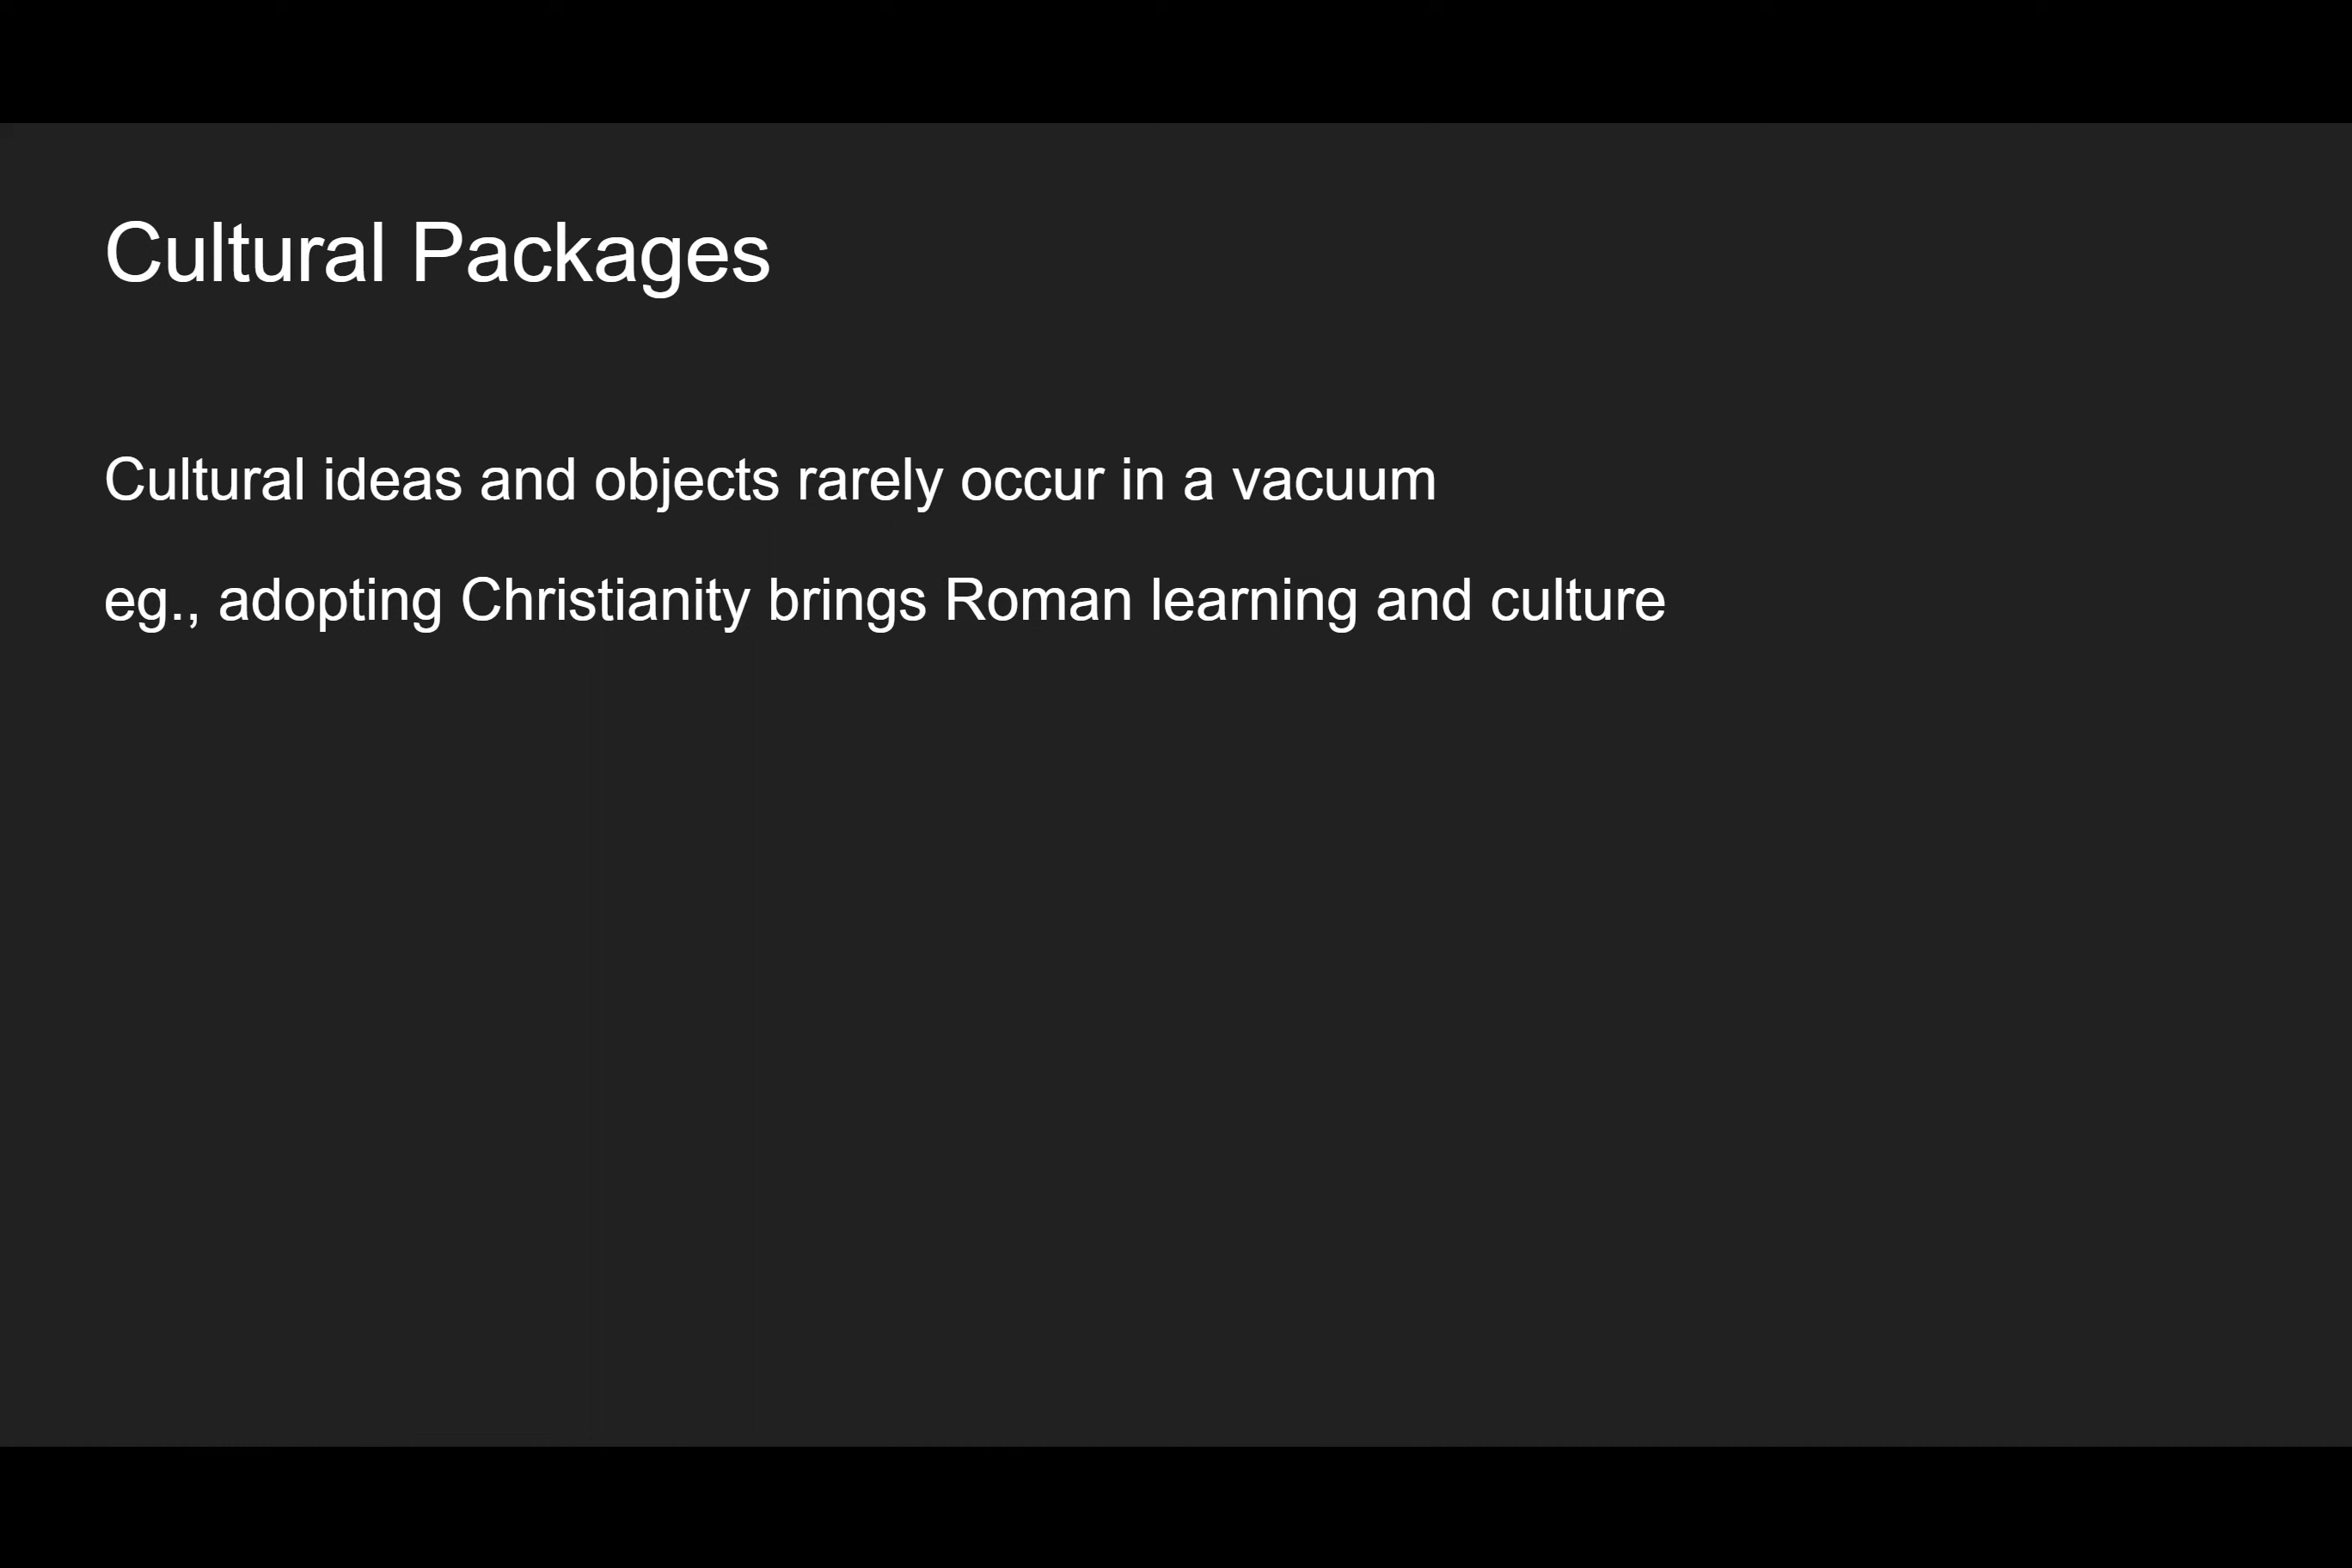 Cultural Packages
Cultural ideas and objects rarely occur in a vacuum
eg., adopting Christianity brings Roman learning and culture